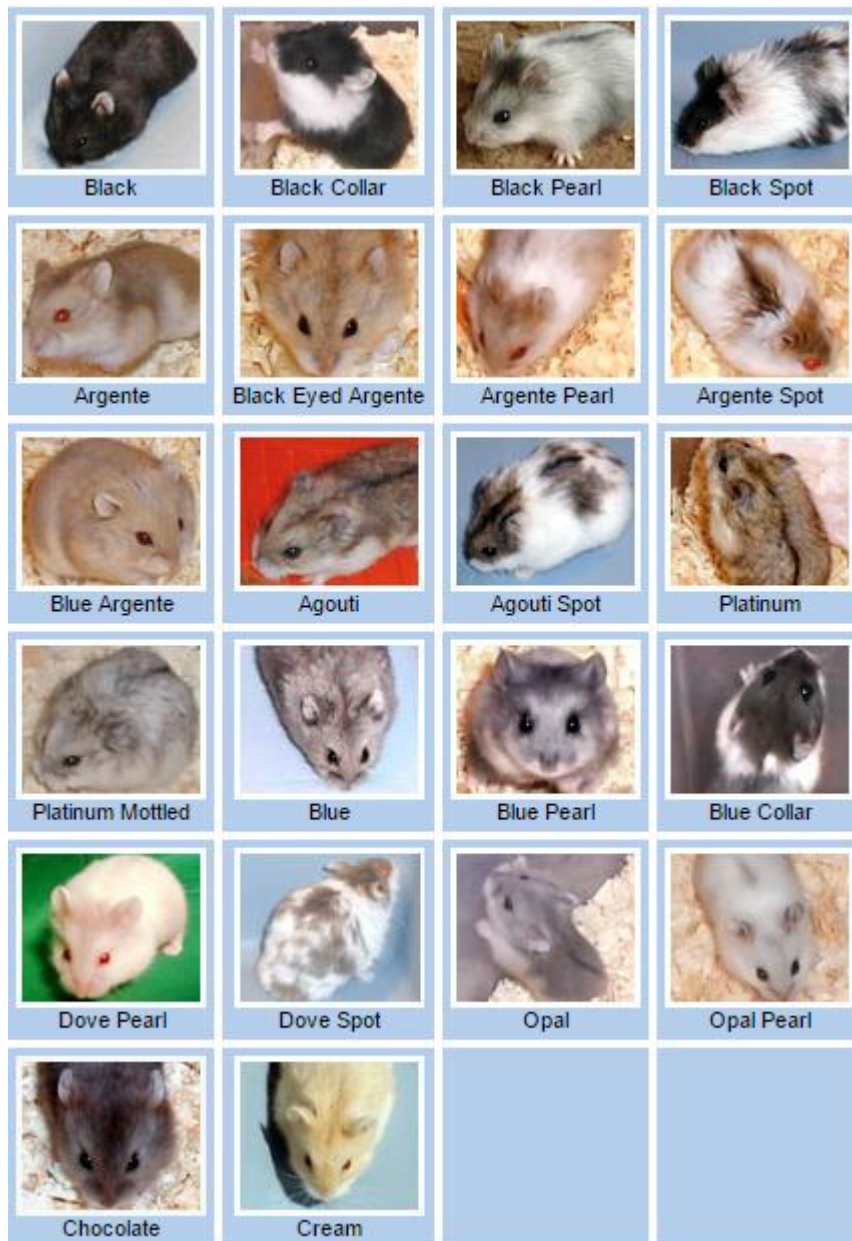 Black
Black Collar
Black Pearl
Black Spot
Argente
Black Eyed Argente
Argente Pearl
Argente Spot
Blue Argente
Agouti
Agouti Spot
Platinum
Platinum Mottled
Blue
Blue Pearl
Blue Collar
Dove Pearl
Dove Spot
Opal
Opal Pearl
Chocolate
Cream